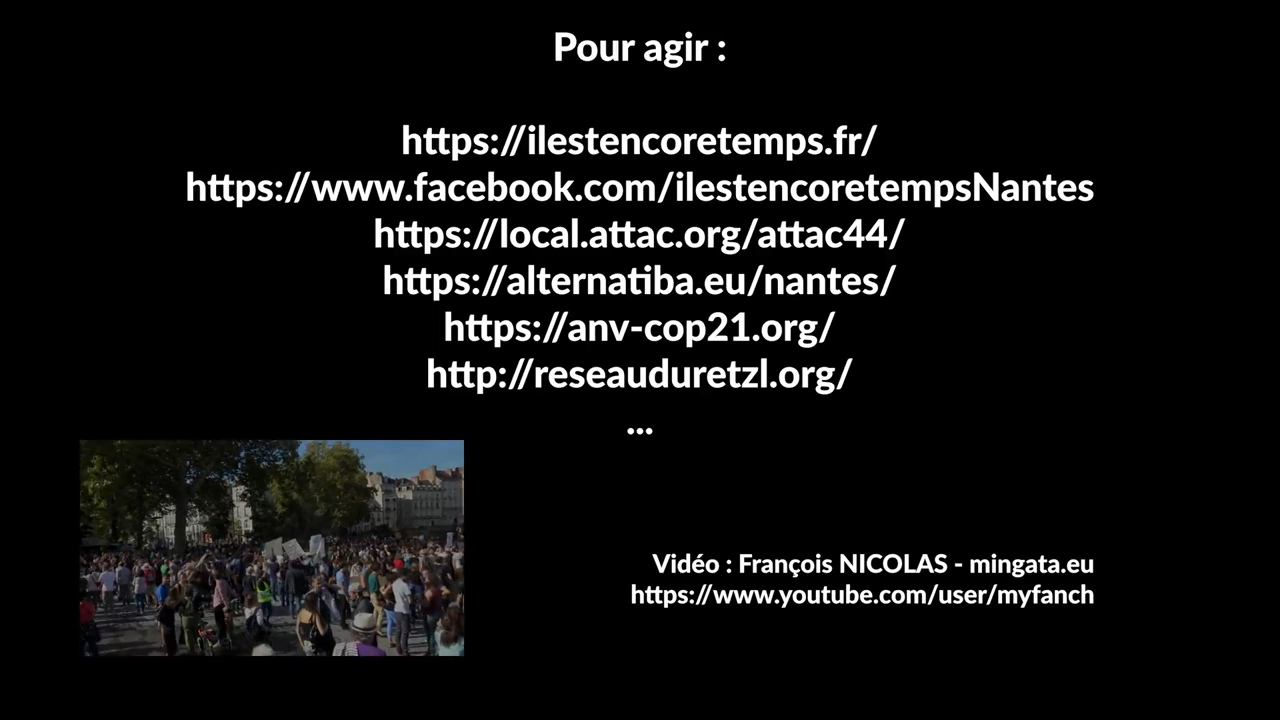 Pour agir :
https://ilestencoretemps.fr/
https://www.facebook.com/ilestencoretempsNantes
https://local.attac.org/attac44/
https://alternatiba.eu/nantes/
https://anv-cop21.org/
http://reseauduretzl.org/
...
Vidéo : François NICOLAS - mingata.eu
https://www.youtube.com/user/myfanch